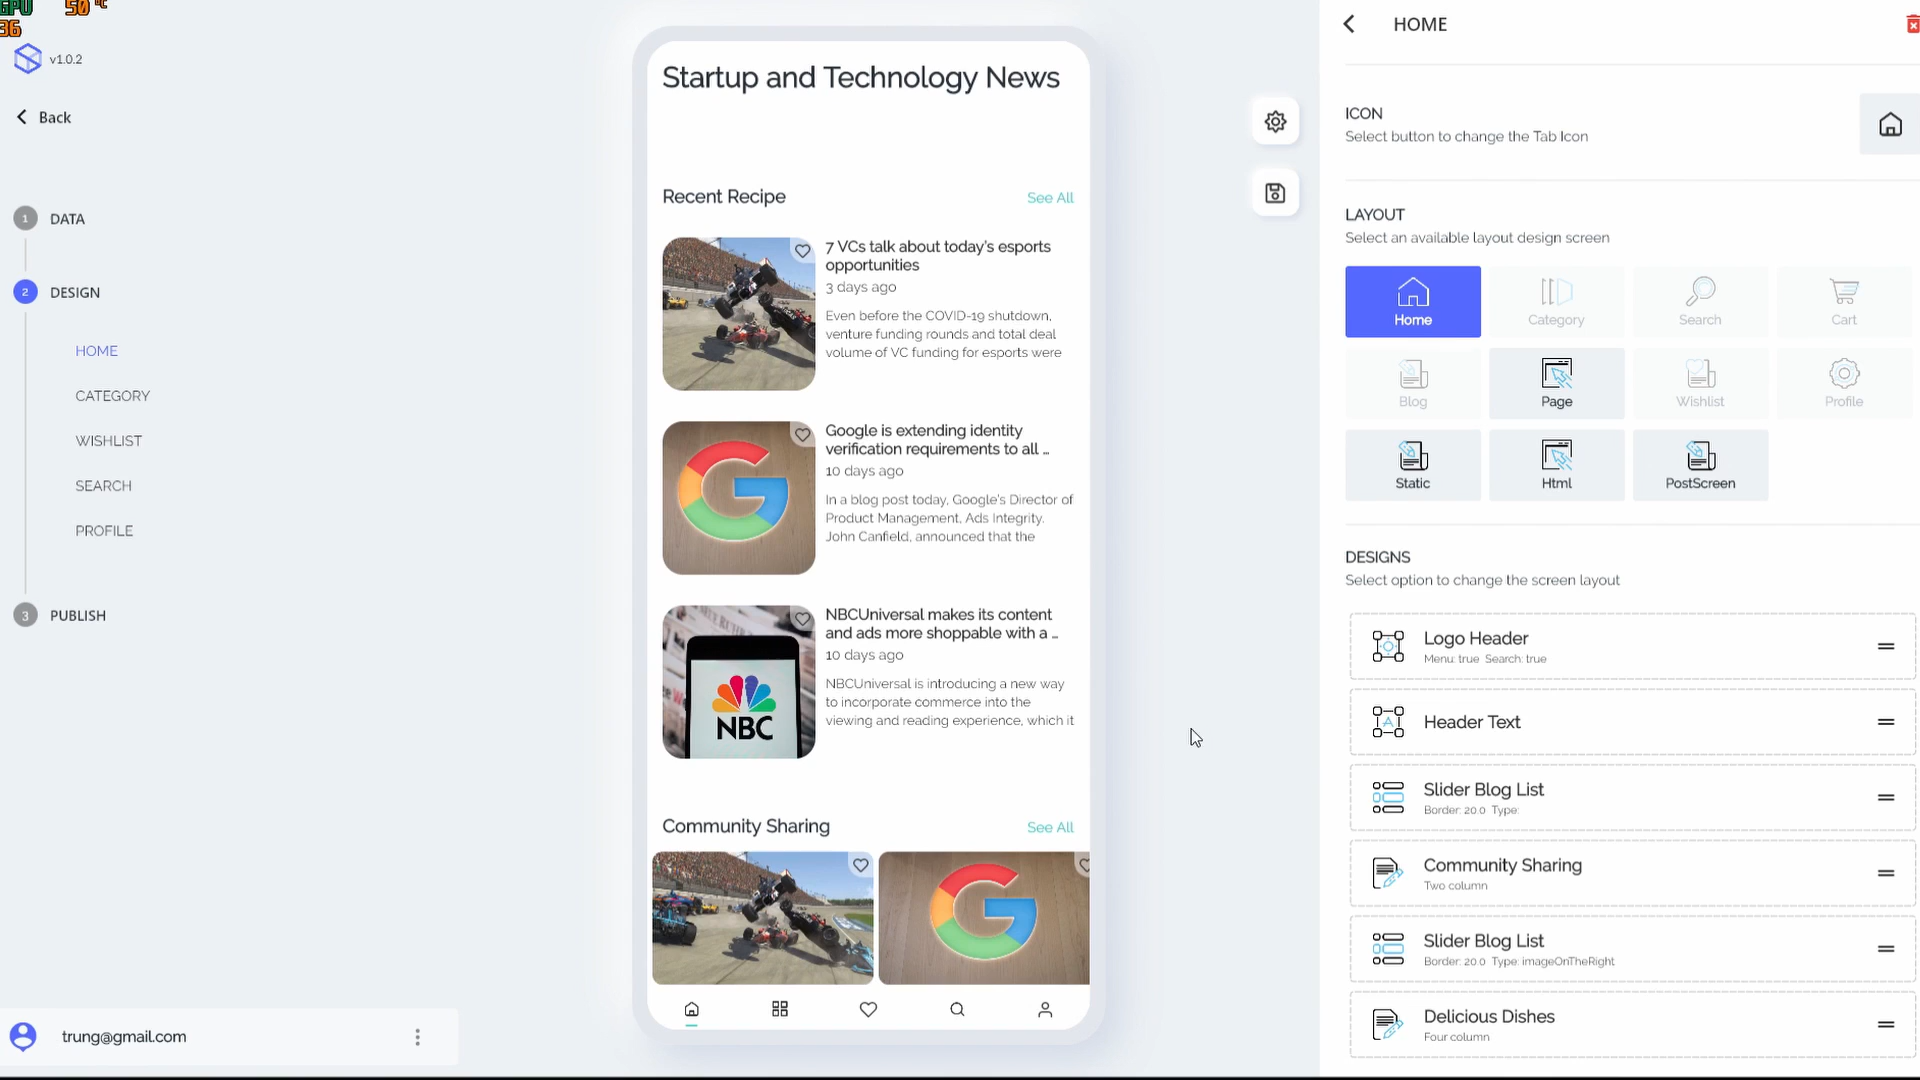 GPU 50 °C
36
v1.0.2
Back
1 DATA
2 DESIGN
HOME
CATEGORY
WISHLIST
SEARCH
PROFILE
3 PUBLISH
trung@gmail.com
Startup and Technology News
Recent Recipe See All
7 VCs talk about today's esports
opportunities
3 days ago
Even before the COVID-19 shutdown,
venture funding rounds and total deal
volume of VC funding for esports were
Google is extending identity
verification requirements to all ...
10 days ago
In a blog post today, Google's Director of
Product Management, Ads Integrity.
John Canfield, announced that the
NBCUniversal makes its content
and ads more shoppable with a ...
10 days ago
NBCUniversal is introducing a new way
to incorporate commerce into the
viewing and reading experience, which it
NBC
Community Sharing See All
HOME
ICON
Select button to change the Tab Icon
LAYOUT
Select an available layout design screen
Home Category Search Cart
Blog Page Wishlist Profile
Static Html PostScreen
DESIGNS
Select option to change the screen layout
Logo Header
Menu: true Search: true
Header Text
Slider Blog List
Border: 20.0 Type:
Community Sharing
Two column
Slider Blog List
Border: 20.0 Type: imageOnTheRight
Delicious Dishes
Four column